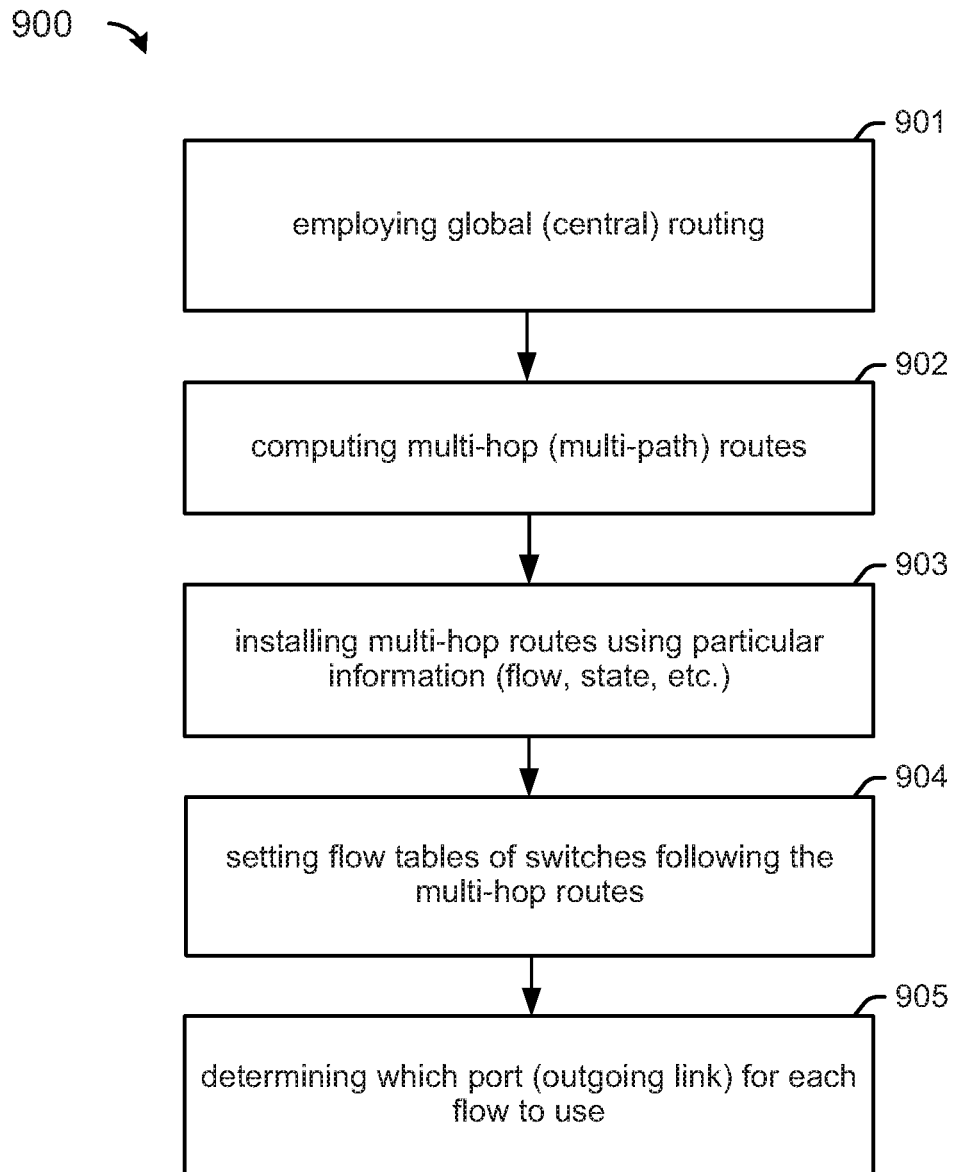 900
901
employing global (central) routing
902
computing multi-hop (multi-path) routes
903
installing multi-hop routes using particular
information (flow, state, etc.)
904
setting flow tables of switches following the
multi-hop routes
905
determining which port (outgoing link) for each
flow to use